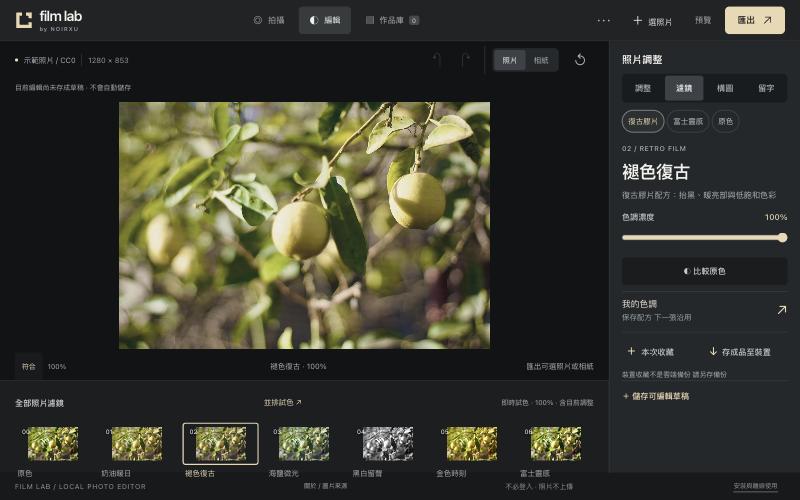 film lab
by NOIRXU
拍攝
編輯
作品庫 0
選照片
預覽
匯出
示範照片 / CC0
1280 × 853
照片
相紙
目前編輯尚未存成草稿 · 不會自動儲存
符合
100%
褪色復古 · 100%
匯出可選照片或相紙
全部照片濾鏡
並排試色
即時試色 · 100% · 含目前調整
00
01
02
03
04
05
06
原色
奶油暖日
褪色復古
海鹽微光
黑白留聲
金色時刻
富士靈感
照片調整
調整
濾鏡
構圖
留字
復古膠片
富士靈感
原色
02 / RETRO FILM
褪色復古
復古膠片配方：抬黑、暖亮部與低飽和色彩
色調濃度
100%
比較原色
我的色調
保存配方 下一張沿用
+ 本次收藏
存成品至裝置
裝置收藏不是雲端備份 請另存備份
+ 儲存可編輯草稿
FILM LAB / LOCAL PHOTO EDITOR
關於 / 圖片來源
不必登入 · 照片不上傳
安裝與離線使用